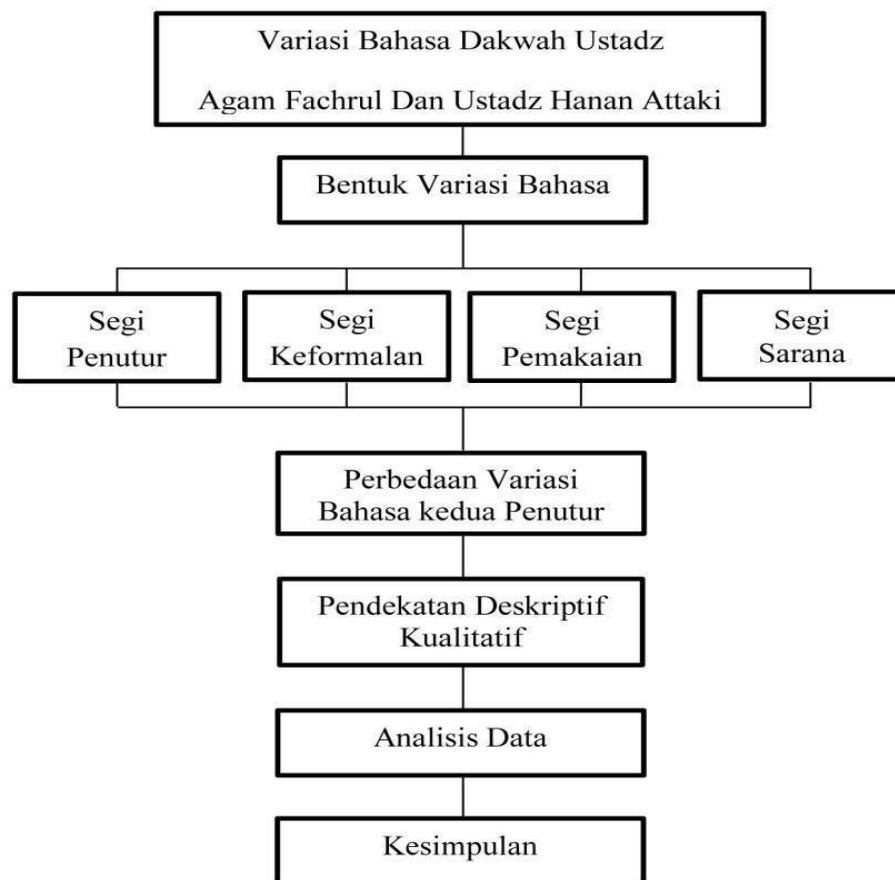 Variasi Bahasa Dakwah Ustadz
Agam Fachrul Dan Ustadz Hanan Attaki
Bentuk Variasi Bahasa
Segi
Penutur
Segi
Keformalan
Segi
Pemakaian
Segi
Sarana
Perbedaan Variasi
Bahasa kedua Penutur
Pendekatan Deskriptif
Kualitatif
Analisis Data
Kesimpulan